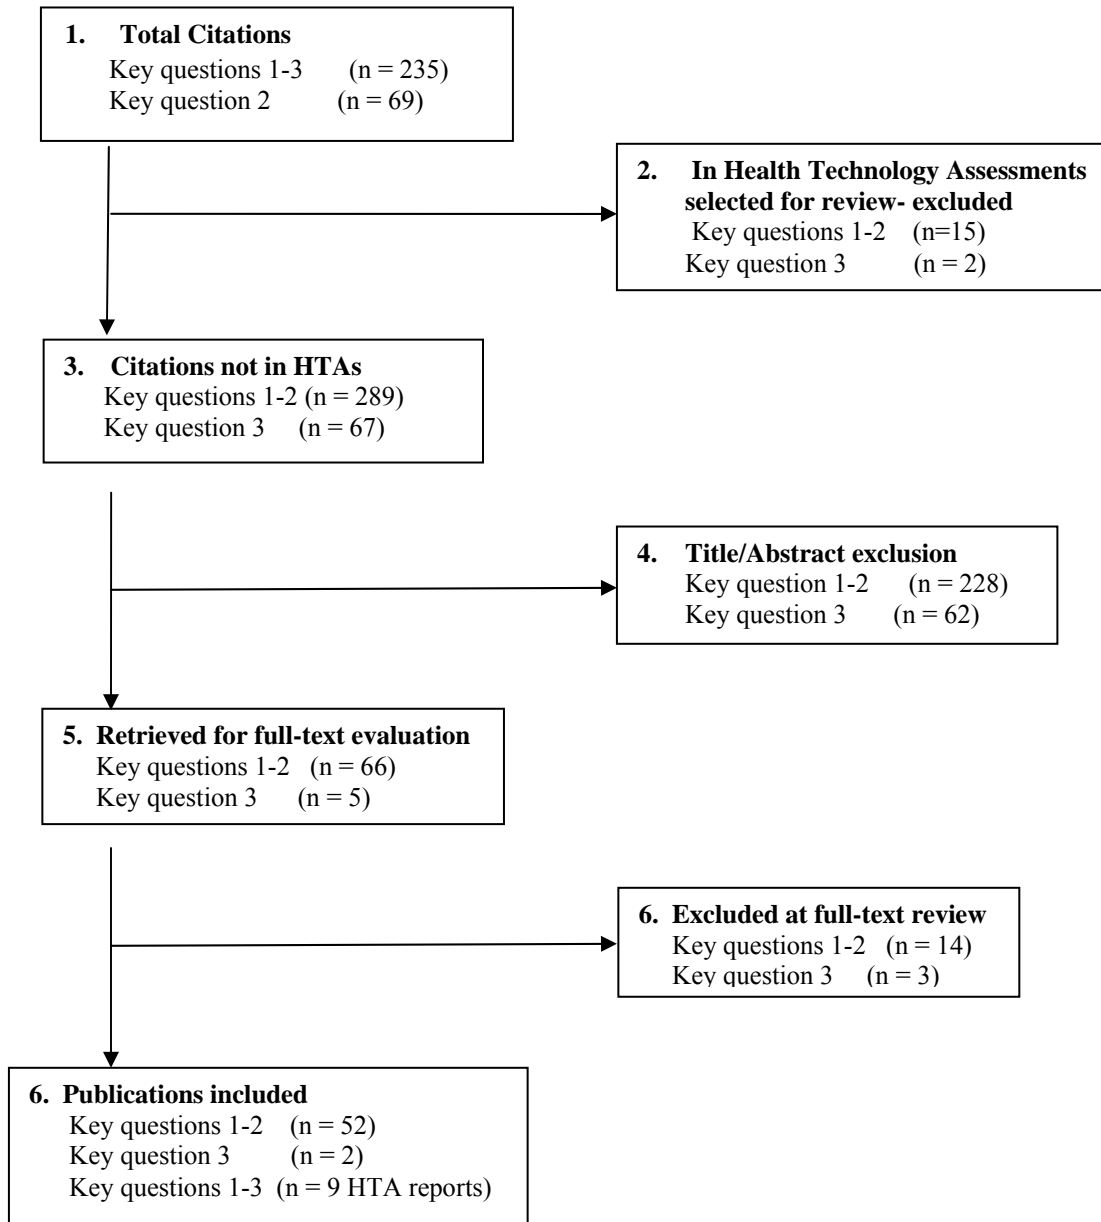 1. Total Citations
Key questions 1-3 (n = 235)
Key question 2 (n = 69)
2. In Health Technology Assessments
selected for review- excluded
Key questions 1-2 (n=15)
Key question 3 (n = 2)
3. Citations not in HTAs
Key questions 1-2 (n = 289)
Key question 3 (n = 67)
4. Title/Abstract exclusion
Key question 1-2 (n = 228)
Key question 3 (n = 62)
5. Retrieved for full-text evaluation
Key questions 1-2 (n = 66)
Key question 3 (n = 5)
6. Excluded at full-text review
Key questions 1-2 (n = 14)
Key question 3 (n = 3)
6. Publications included
Key questions 1-2 (n = 52)
Key question 3 (n = 2)
Key questions 1-3 (n = 9 HTA reports)